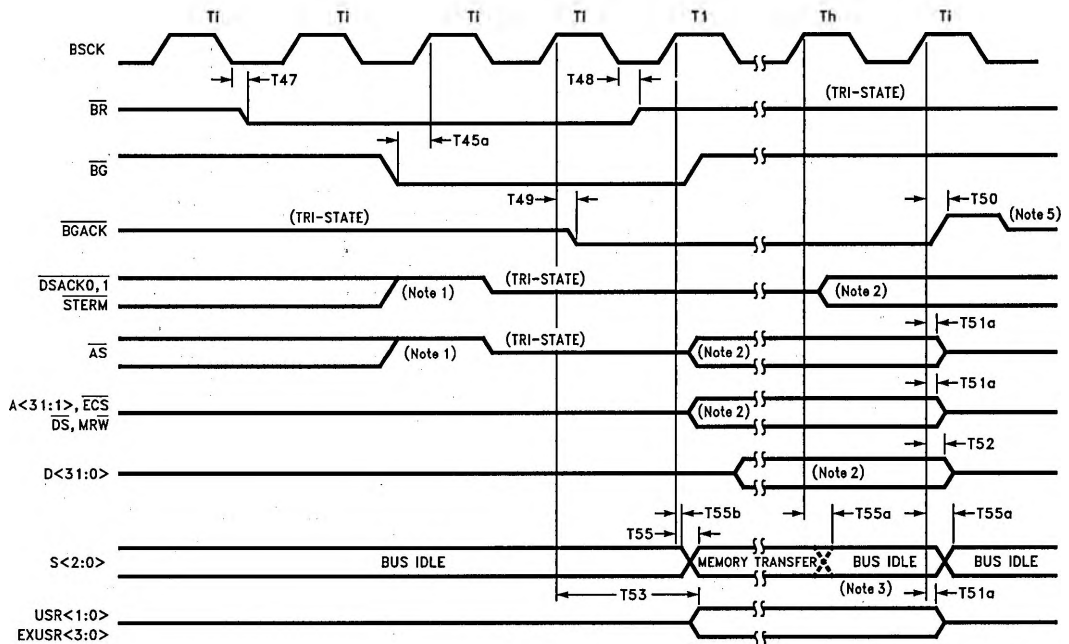 Ti Ti Ti Ti T1 Th Ti
BSCK
T47 T48
BR (TRI-STATE)
T45a
BG
T49 T50
(TRI-STATE) (Note 5)
BGACK
DSACK0,1 (Note 1) (TRI-STATE) (Note 2)
STERM
T51a
AS (Note 1) (TRI-STATE) (Note 2)
T51a
A<31:1>, ECS (Note 2)
DS, MRW
T52
D<31:0> (Note 2)
T55b T55a T55a
T55
S<2:0> BUS IDLE MEMORY TRANSFER BUS IDLE BUS IDLE
(Note 3)
T53 T51a
USR<1:0>
EXUSR<3:0>